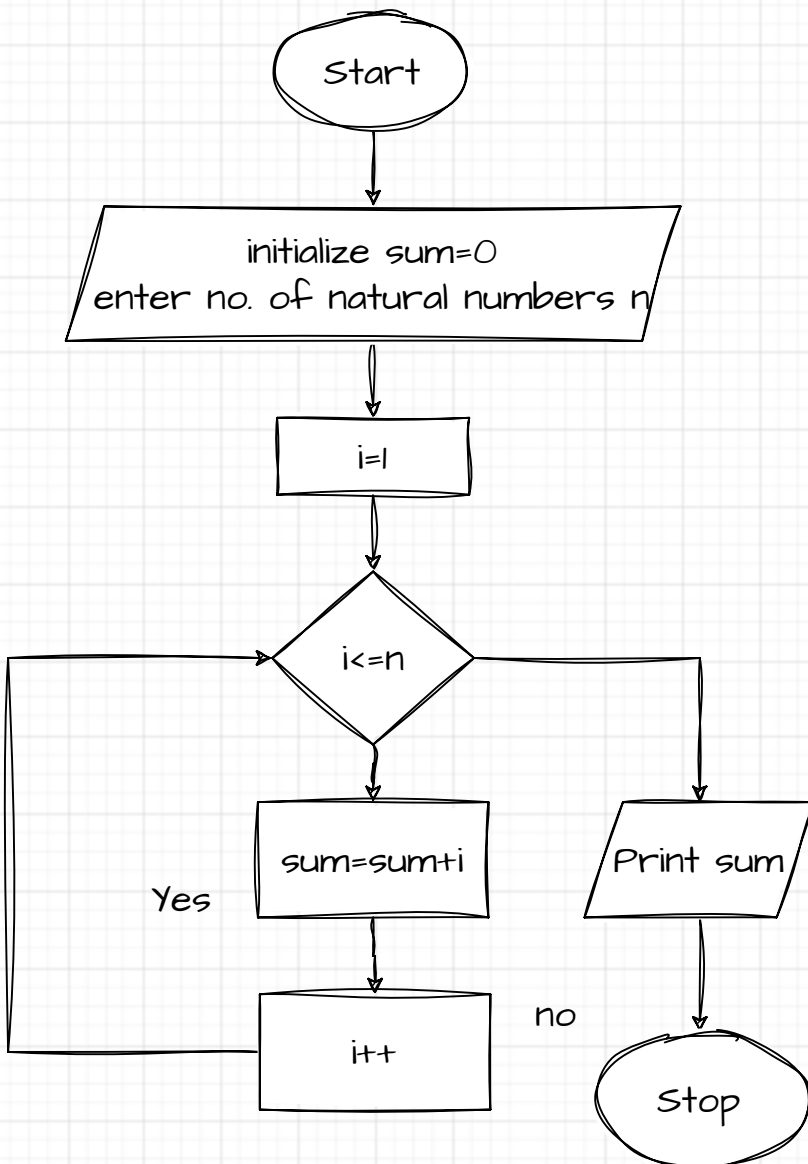 Start
initialize sum=0
enter no. of natural numbers n
i=1
i<=n
sum=sum+i
Print sum
Yes
no
i++
Stop